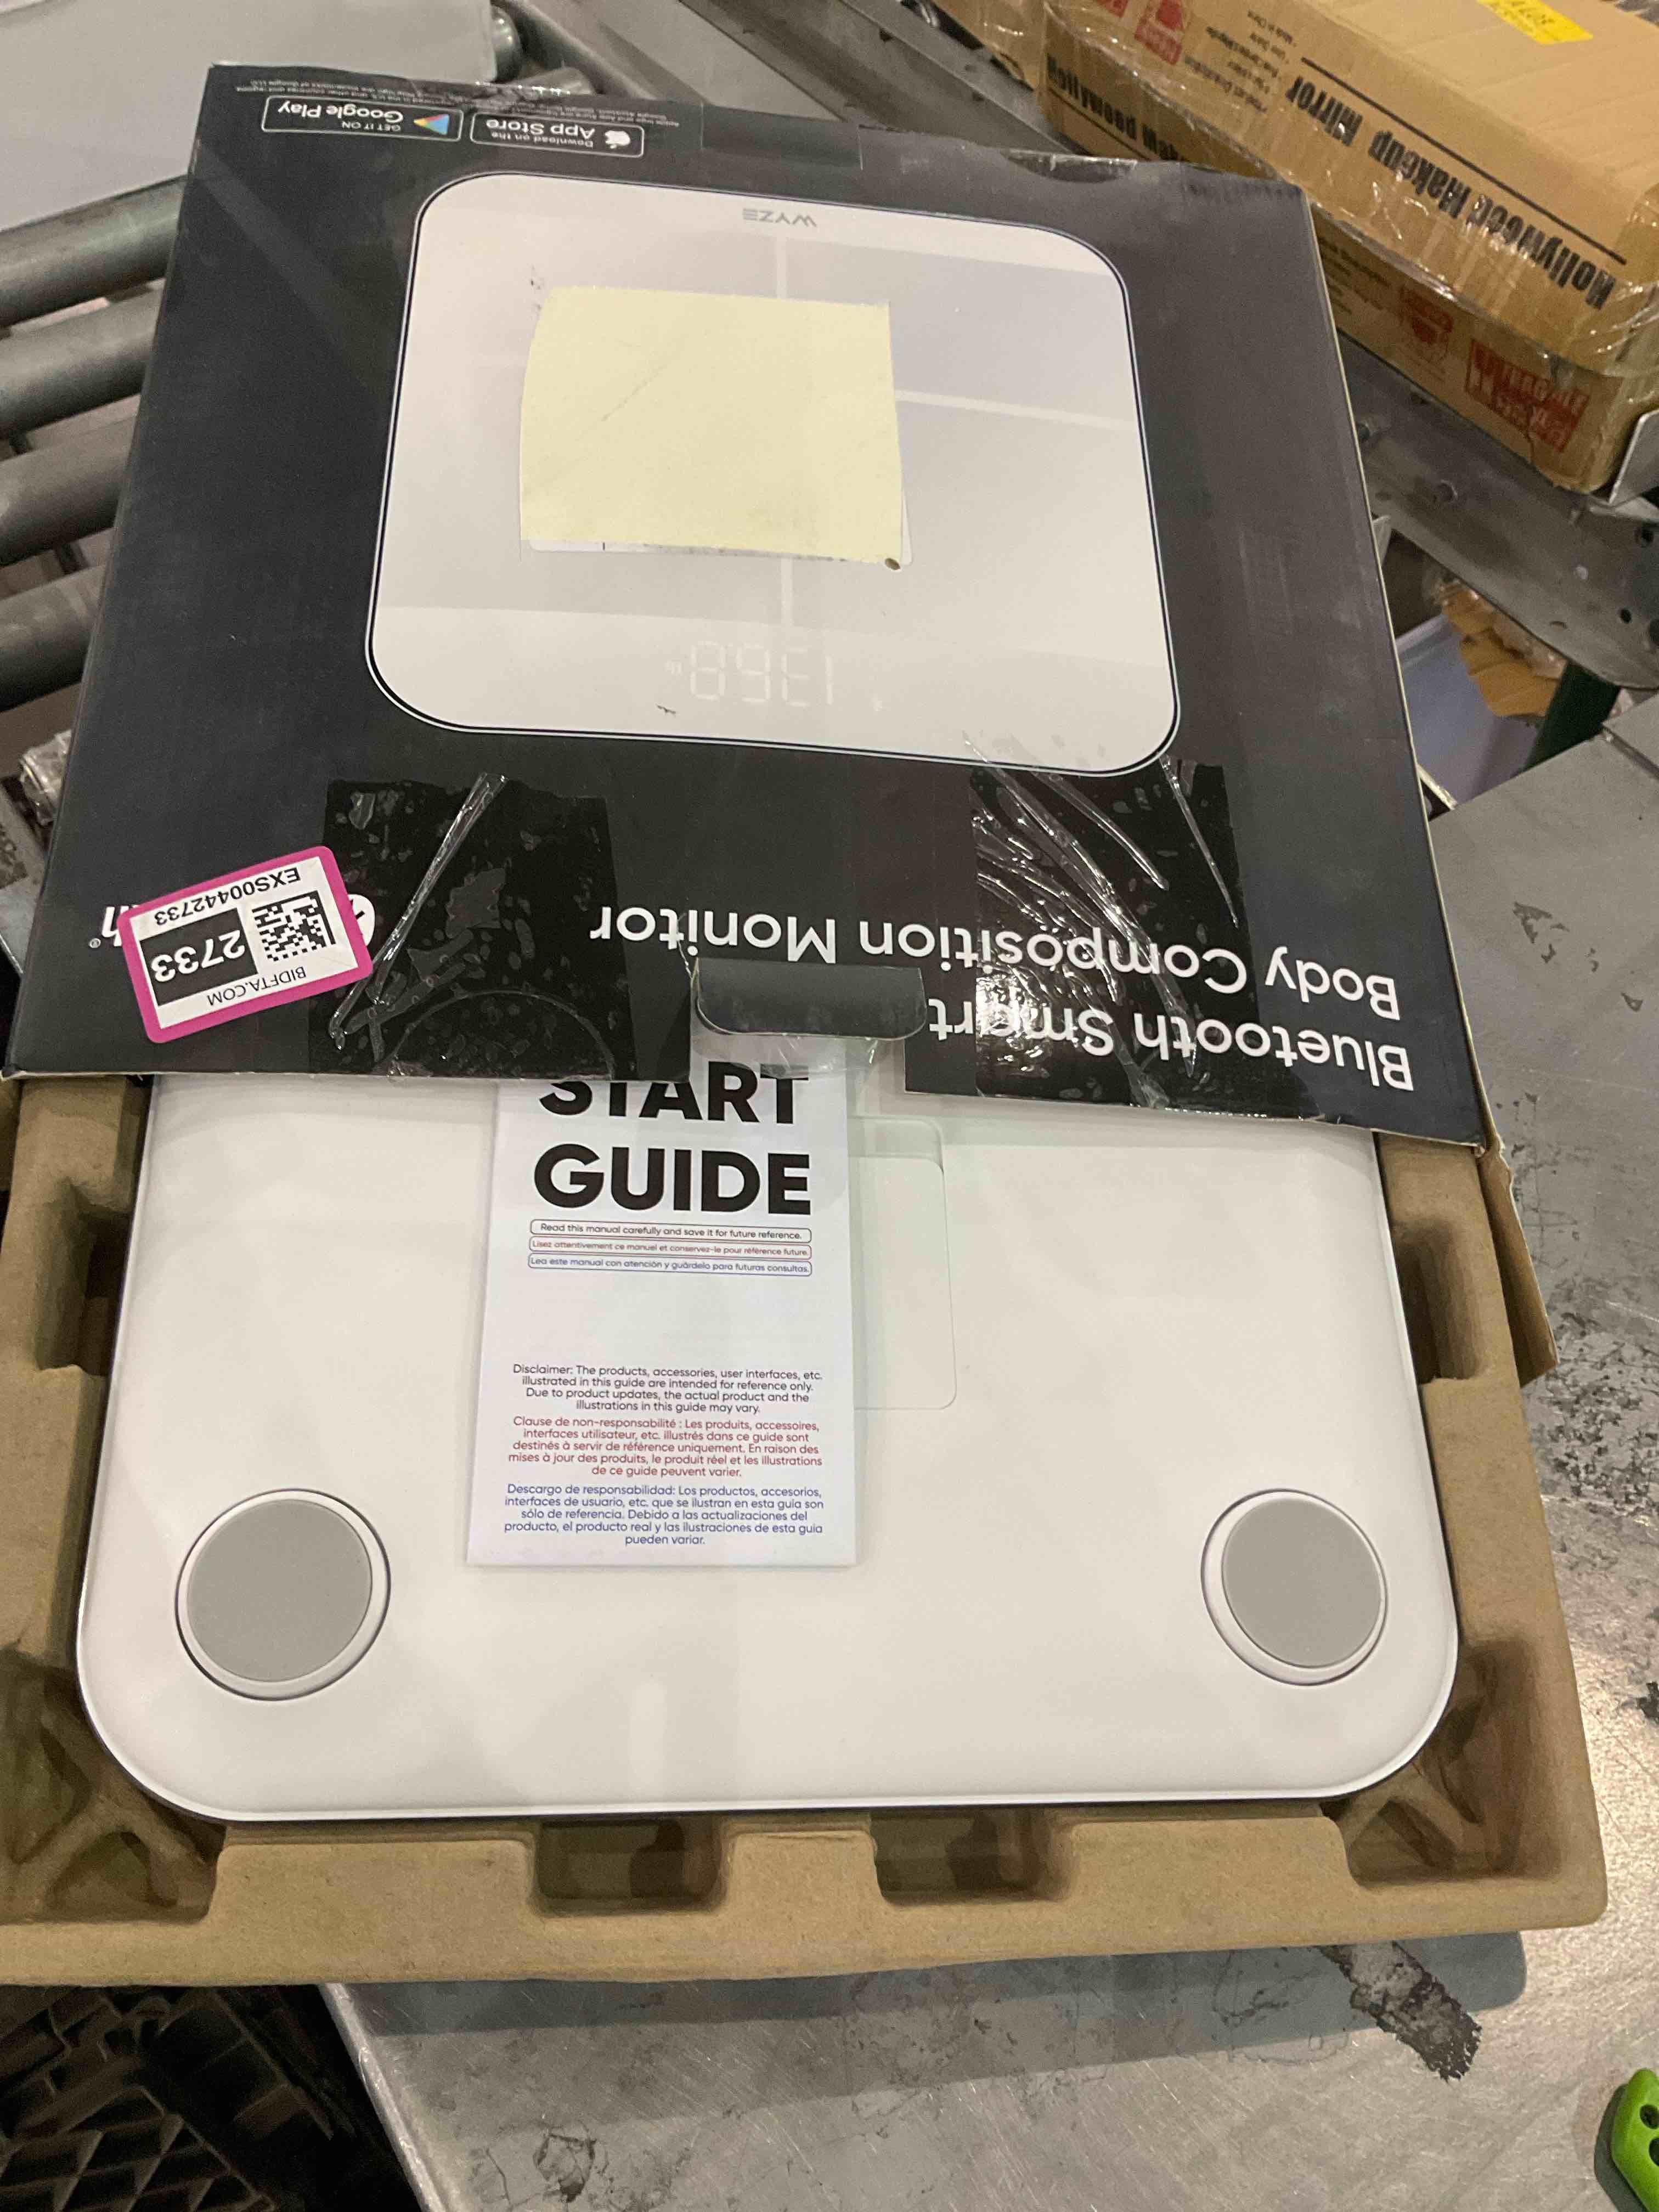 Download on the
App Store
GET IT ON
Google Play
WYZE
136.8 lb
Bluetooth Smart
Body Composition Monitor
BIDFTA.COM
2733
EXS00442733
START
GUIDE
Read this manual carefully and save it for future reference.
Lisez attentivement ce manuel et conservez-le pour référence future.
Lea este manual con atención y guárdelo para futuras consultas.
Disclaimer: The products, accessories, user interfaces, etc.
illustrated in this guide are intended for reference only.
Due to product updates, the actual product and the
illustrations in this guide may vary.
Clause de non-responsabilité : Les produits, accessoires,
interfaces utilisateur, etc. illustrés dans ce guide sont
destinés à servir de référence uniquement. En raison des
mises à jour des produits, le produit réel et les illustrations
de ce guide peuvent varier.
Descargo de responsabilidad: Los productos, accesorios,
interfaces de usuario, etc. que se ilustran en esta guía son
sólo de referencia. Debido a las actualizaciones del
producto, el producto real y las ilustraciones de esta guía
pueden variar.
Hollywood Makeup Mirror